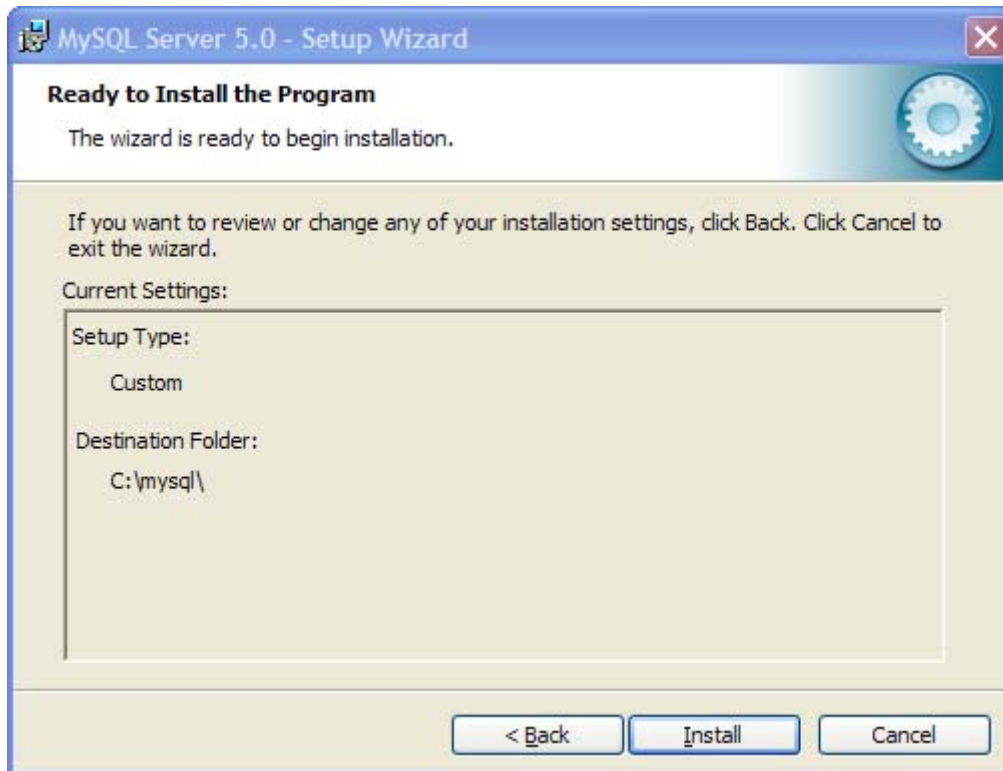 MySQL Server 5.0 - Setup Wizard
Ready to Install the Program
The wizard is ready to begin installation.
If you want to review or change any of your installation settings, click Back. Click Cancel to
exit the wizard.
Current Settings:
Setup Type:
Custom
Destination Folder:
C:\mysql\
< Back Install Cancel